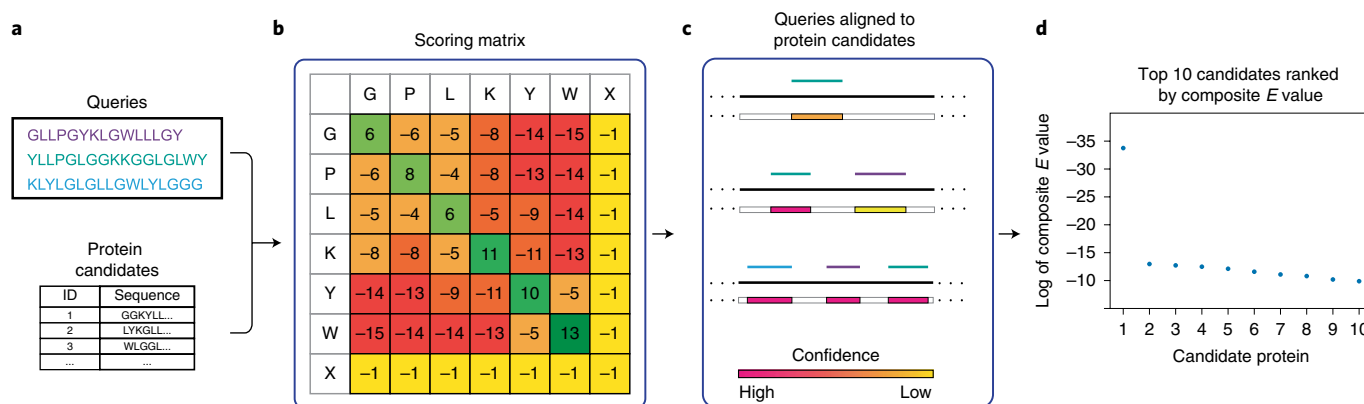 a
Queries
GLLPGYKLGWLLLGY
YLLPGLGGKKGGLGLWY
KLYLGLGLLGWLYLGGG
Protein
candidates
ID Sequence
1 GGKYLL...
2 LYKGLL...
3 WLGGL...
... ...
b
Scoring matrix
G P L K Y W X
G 6 –6 –5 –8 –14 –15 –1
P –6 8 –4 –8 –13 –14 –1
L –5 –4 6 –5 –9 –14 –1
K –8 –8 –5 11 –11 –13 –1
Y –14 –13 –9 –11 10 –5 –1
W –15 –14 –14 –13 –5 13 –1
X –1 –1 –1 –1 –1 –1 –1
c
Queries aligned to
protein candidates
Confidence
High Low
d
Top 10 candidates ranked
by composite E value
Log of composite E value
–35
–30
–25
–20
–15
–10
1 2 3 4 5 6 7 8 9 10
Candidate protein